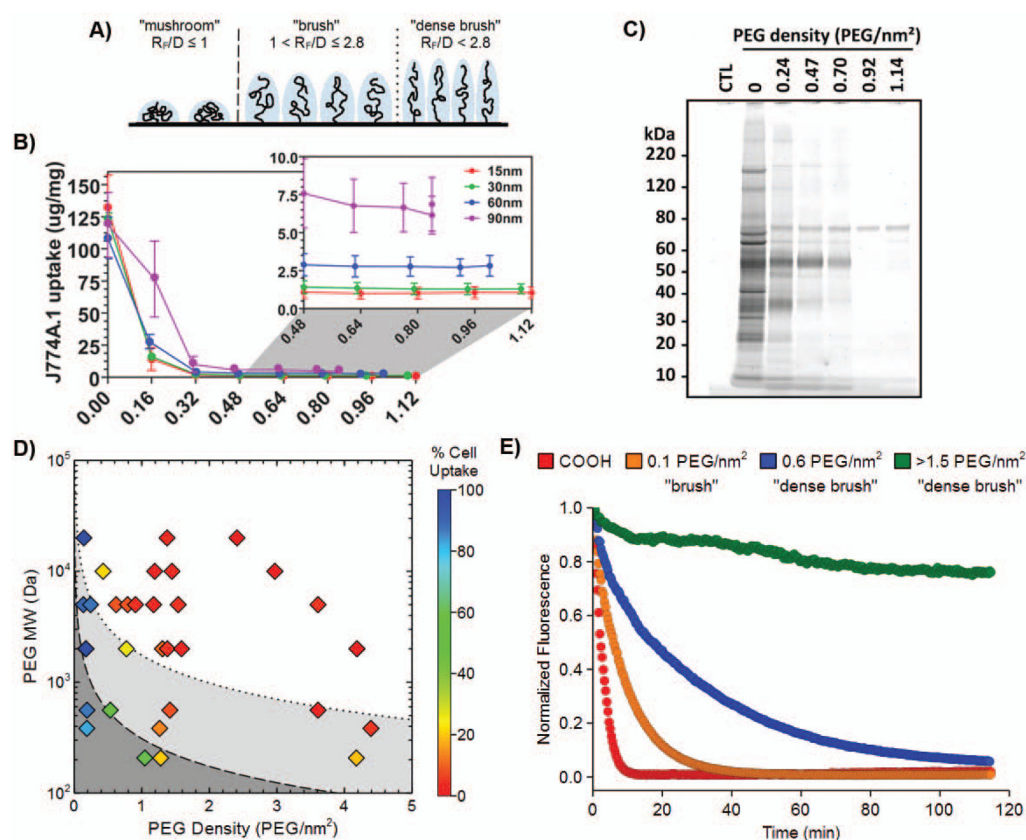 A)
"mushroom" "brush" "dense brush"
R_F/D ≤ 1 1 < R_F/D ≤ 2.8 R_F/D < 2.8
B)
J7774A.1 uptake (ug/mg)
150
125
100
75
50
25
0
0.00 0.16 0.32 0.48 0.64 0.80 0.96 1.12
10.0
7.5
5.0
2.5
0.0
0.48 0.64 0.80 0.96 1.12
15nm
30nm
60nm
90nm
C)
PEG density (PEG/nm²)
CTL 0 0.24 0.47 0.70 0.92 1.14
kDa
220
120
80
60
50
40
30
20
10
D)
PEG MW (Da)
10⁵
10⁴
10³
10²
0 1 2 3 4 5
PEG Density (PEG/nm²)
% Cell
Uptake
100
80
60
40
20
0
E)
COOH 0.1 PEG/nm² 0.6 PEG/nm² >1.5 PEG/nm²
"brush" "dense brush" "dense brush"
Normalized Fluorescence
1.0
0.8
0.6
0.4
0.2
0.0
0 20 40 60 80 100 120
Time (min)